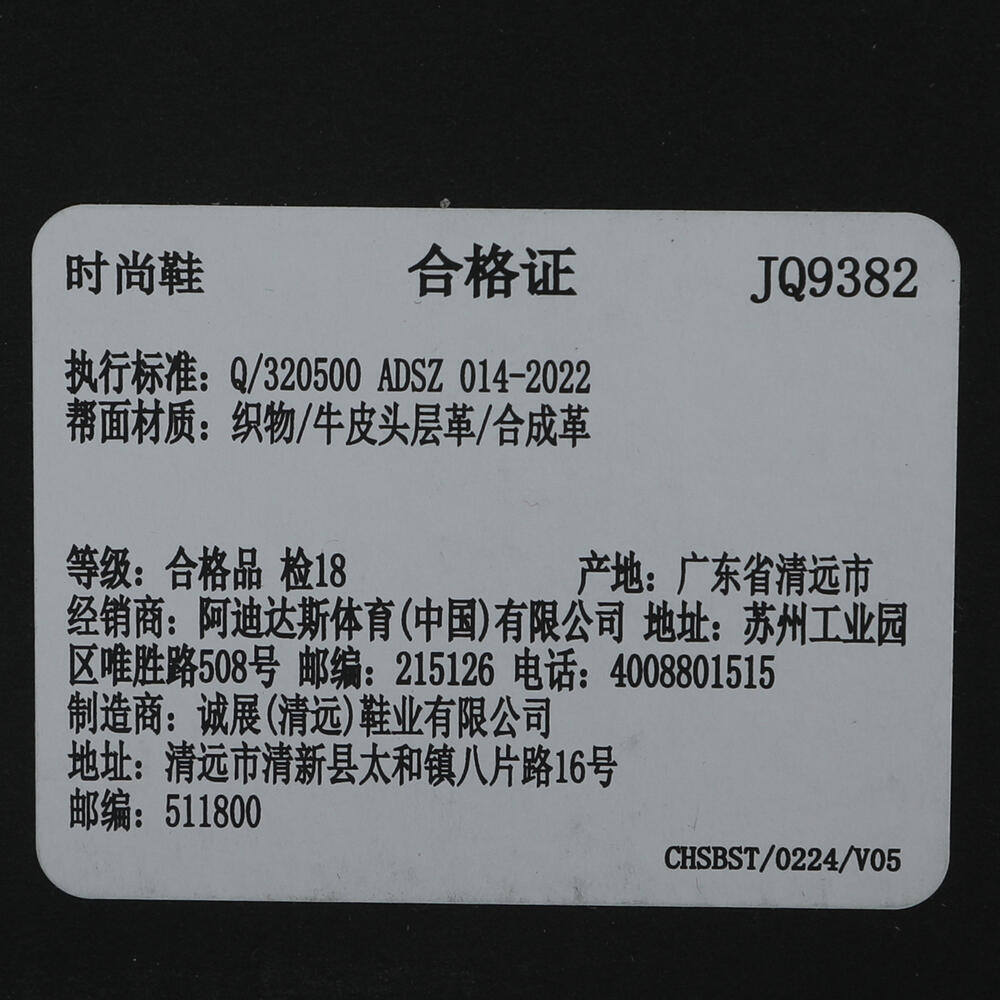 时尚鞋 合格证 JQ9382
执行标准：Q/320500 ADSZ 014-2022
帮面材质：织物/牛皮头层革/合成革
等级：合格品 检18 产地：广东省清远市
经销商：阿迪达斯体育(中国)有限公司 地址：苏州工业园
区唯胜路508号 邮编：215126 电话：4008801515
制造商：诚展(清远)鞋业有限公司
地址：清远市清新县太和镇八片路16号
邮编：511800
CHSBST/0224/V05